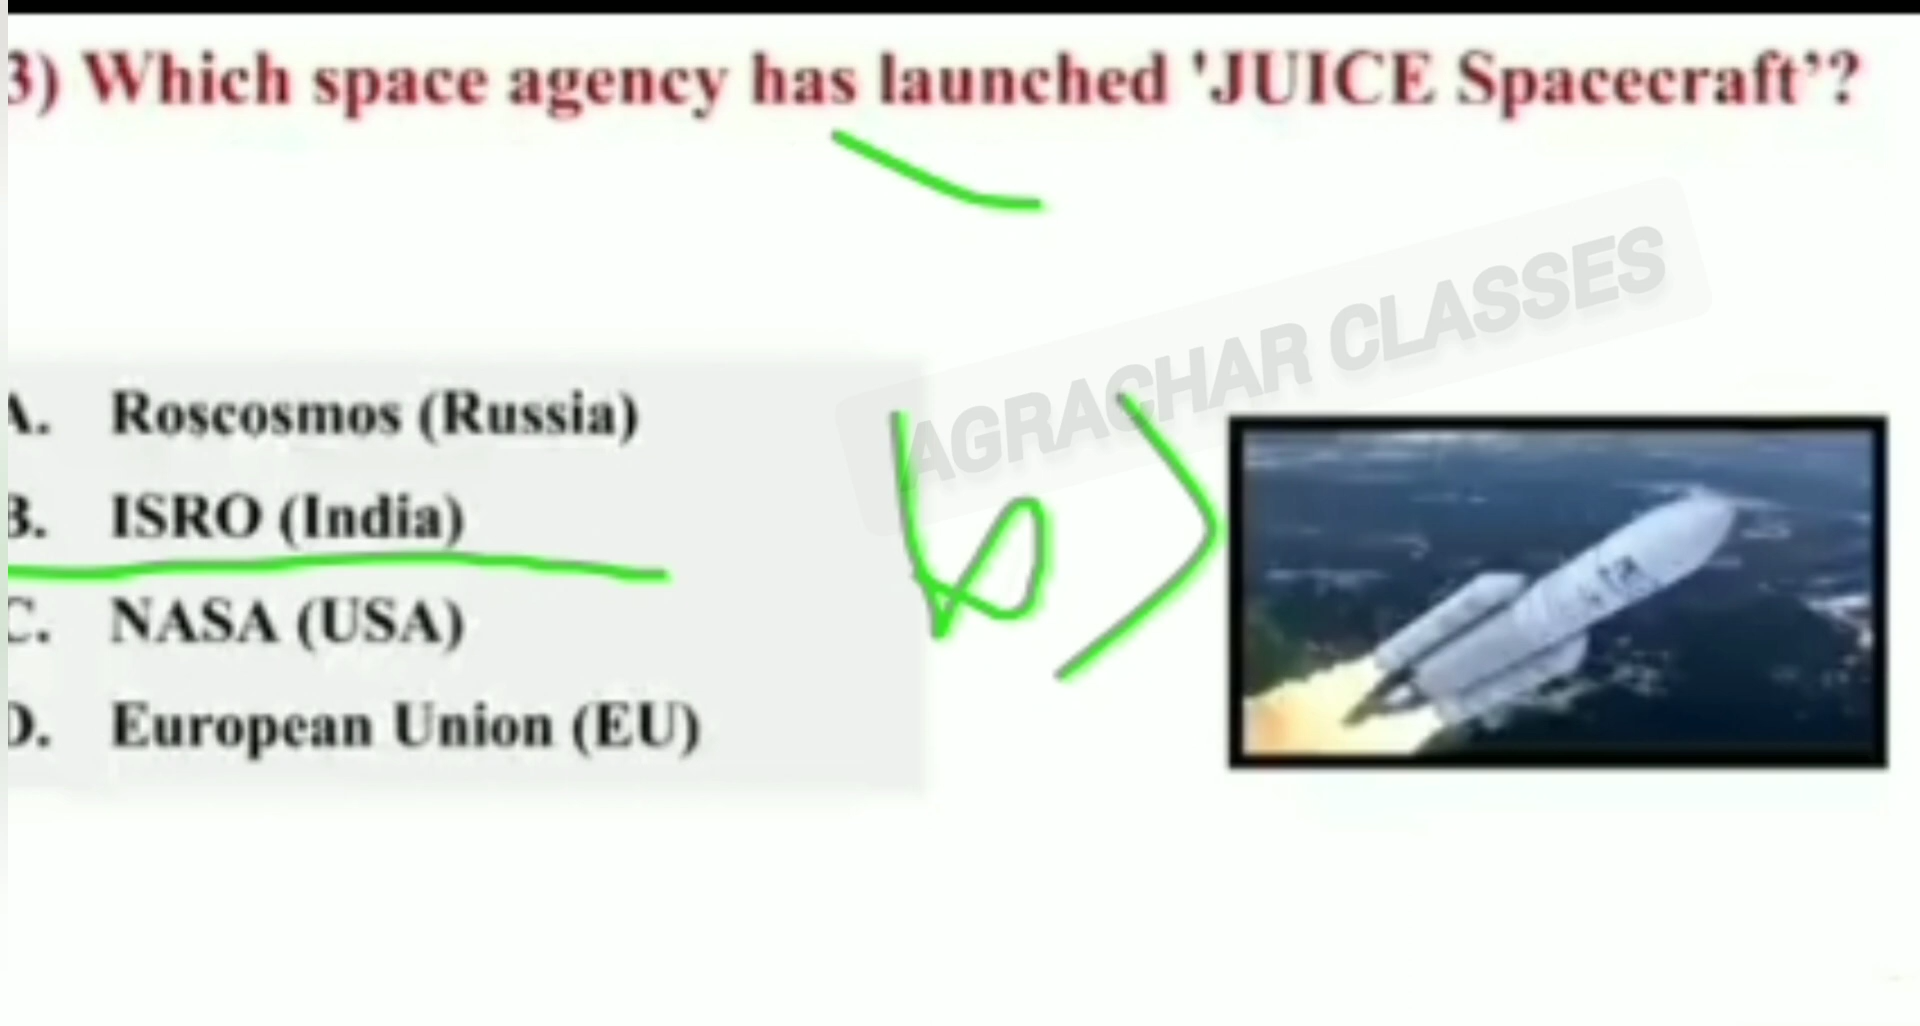 3) Which space agency has launched 'JUICE Spacecraft’?
AGRACHAR CLASSES
A. Roscosmos (Russia)
B. ISRO (India)
C. NASA (USA)
D. European Union (EU)
b)